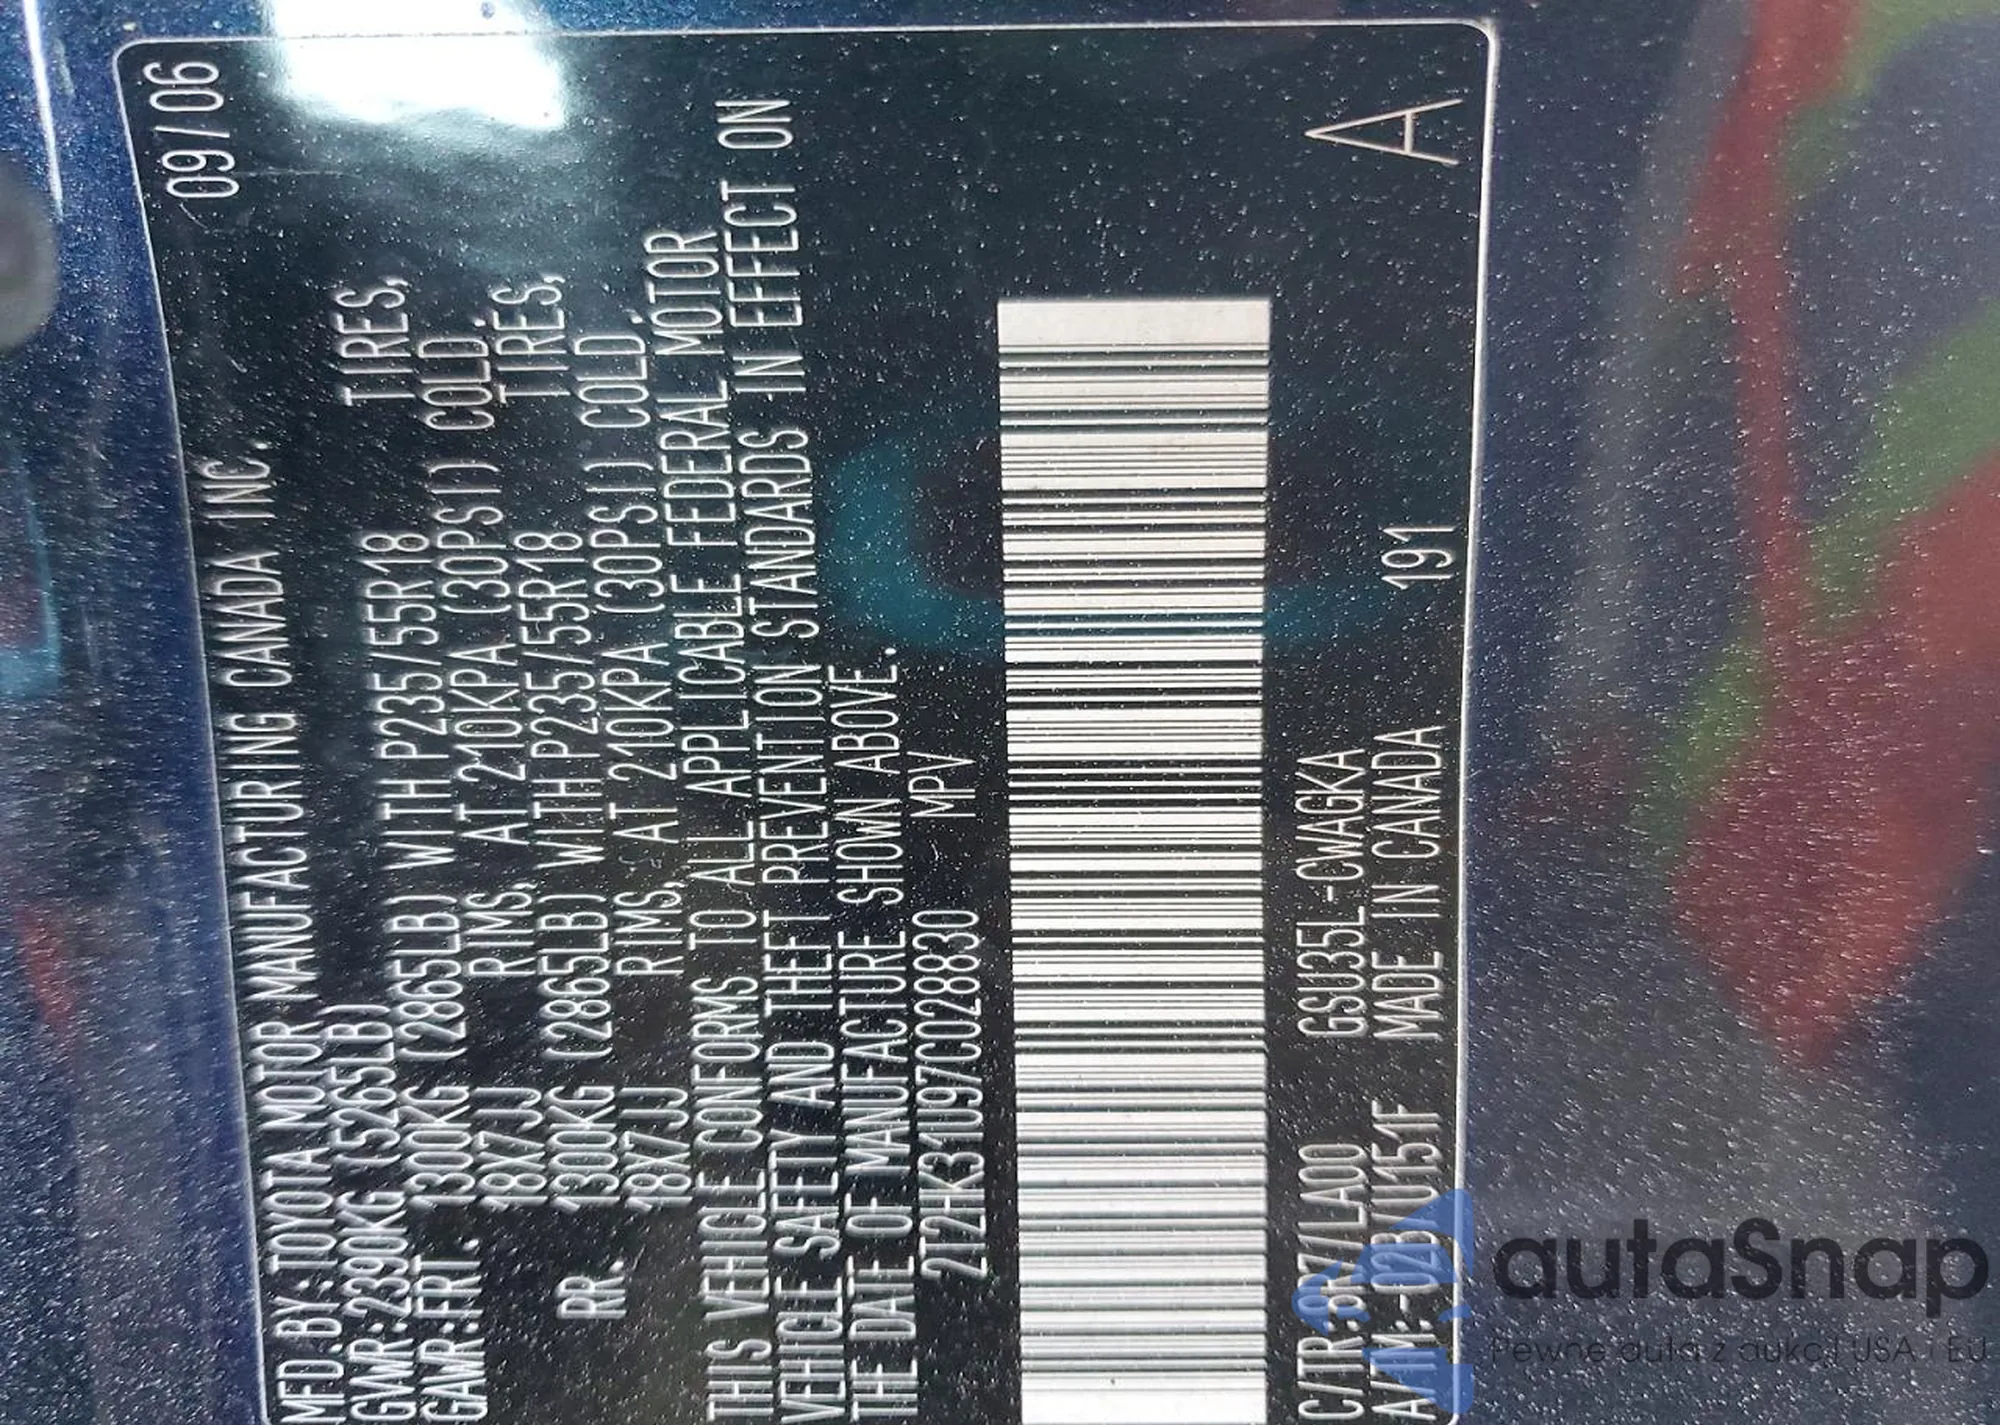 MFD.BY:TOYOTA MOTOR MANUFACTURING CANADA INC. 09/06
GVWR:2390KG (5265LB)
GAWR:FRT. 1300KG (2865LB) WITH P235/55R18 TIRES,
18X7JJ RIMS, AT 210KPA (30PSI) COLD.
RR. 1300KG (2865LB) WITH P235/55R18 TIRES,
18X7JJ RIMS, AT 210KPA (30PSI) COLD.
THIS VEHICLE CONFORMS TO ALL APPLICABLE FEDERAL MOTOR
VEHICLE SAFETY AND THEFT PREVENTION STANDARDS IN EFFECT ON
THE DATE OF MANUFACTURE SHOWN ABOVE.
2T2HK31U97C028830 MPV
C/TR: GSU35L-CWAGKA
A/TM: MADE IN CANADA 191 A
autaSnap
Pewne auta z aukcji USA i EU